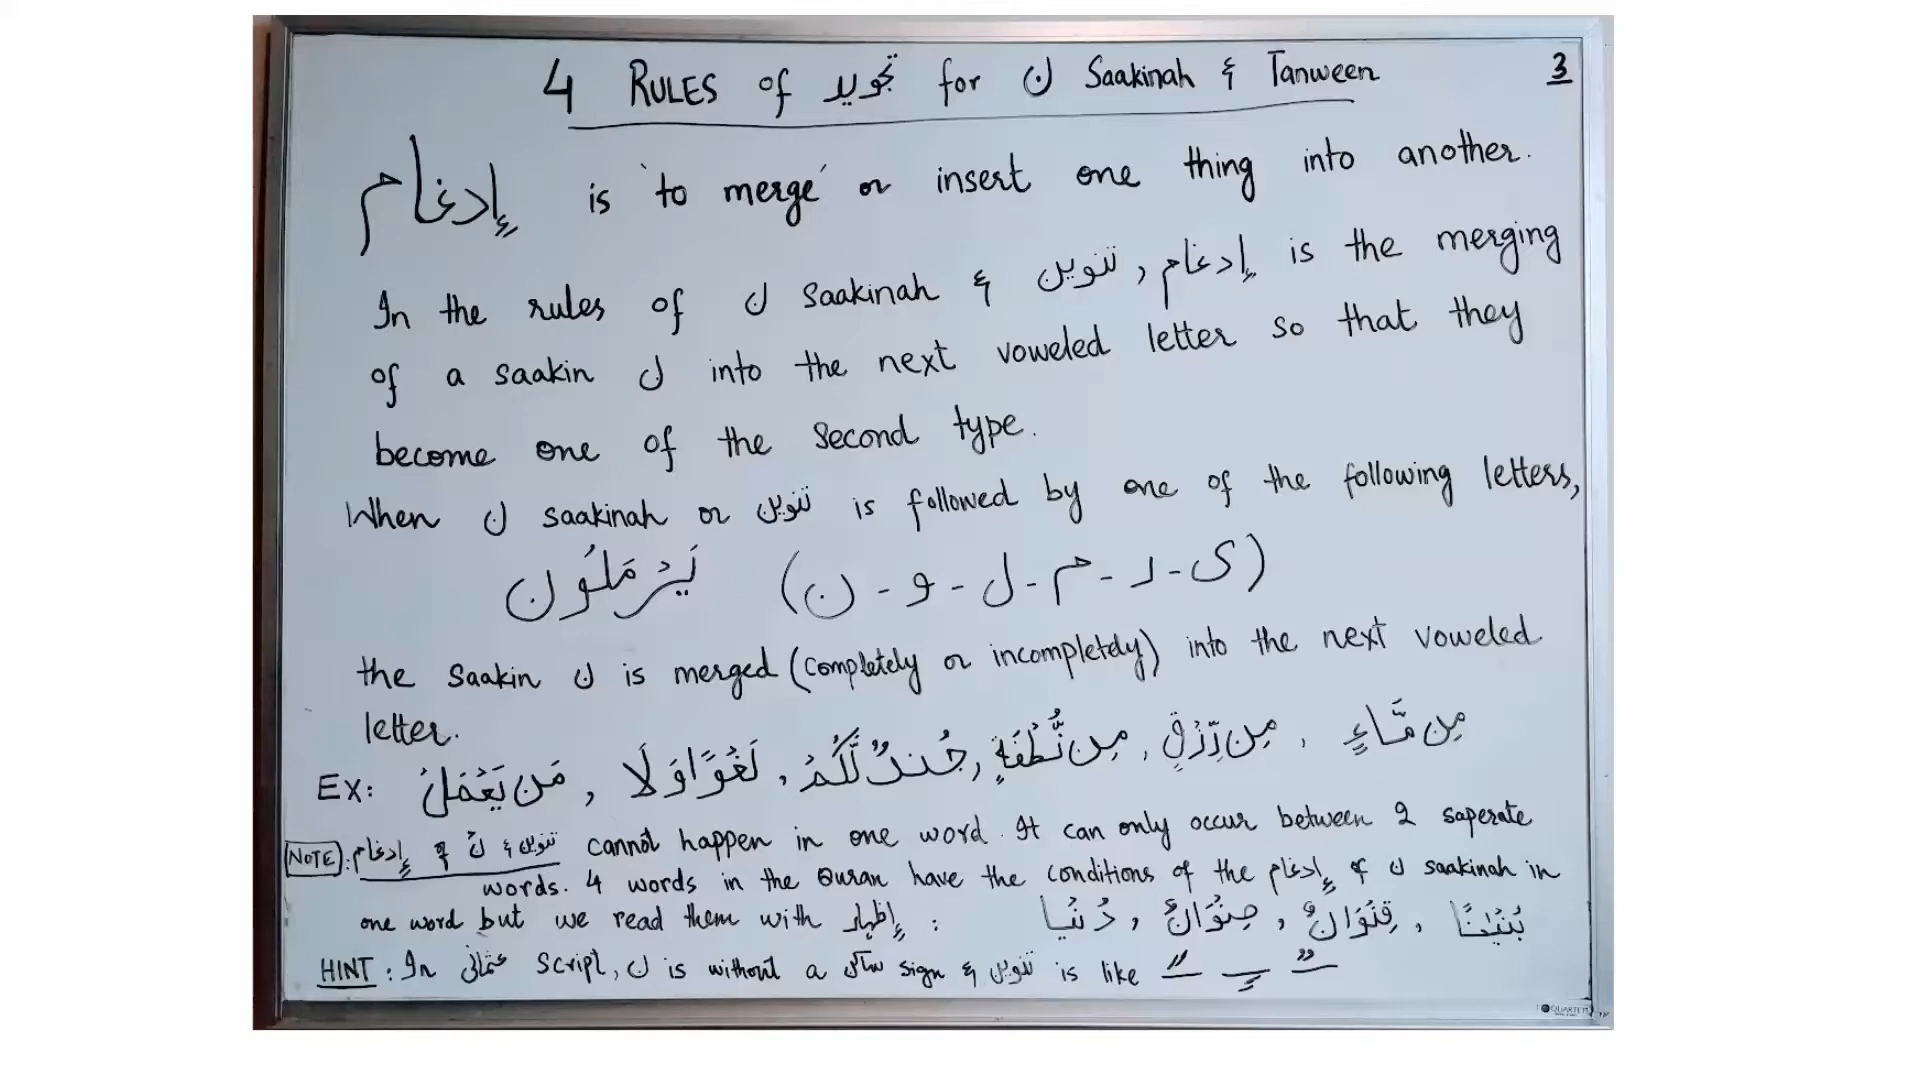 4 RULES of تجويد for ن Saakinah & Tanween
3
إدغام is 'to merge' or insert one thing into another.
In the rules of ن saakinah & تنوين, إدغام is the merging
of a saakin ن into the next voweled letter so that they
become one of the second type.
When ن saakinah or تنوين is followed by one of the following letters,
يَرْمَلُون (ى - ر - م - ل - و - ن)
the saakin ن is merged (completely or incompletely) into the next voweled
letter.
EX: مَن يَعْمَلْ , لَغْوًا وَلَا , جُندٌ لَّكُمْ , مِن نُّطْفَةٍ , مِن رِّزْقٍ , مِن مَّاءٍ
NOTE: إدغام of نْ & تنوين cannot happen in one word. It can only occur between 2 saperate
words. 4 words in the Quran have the conditions of the إدغام of ن saakinah in
one word but we read them with إظهار : دُنْيَا , صِنْوَانٌ , قِنْوَانٌ , بُنْيَٰنًا
HINT: In عثمانی Script, ن is without a ساكن sign & تنوين is like ـً ـٍ ـٌ
QUARTET